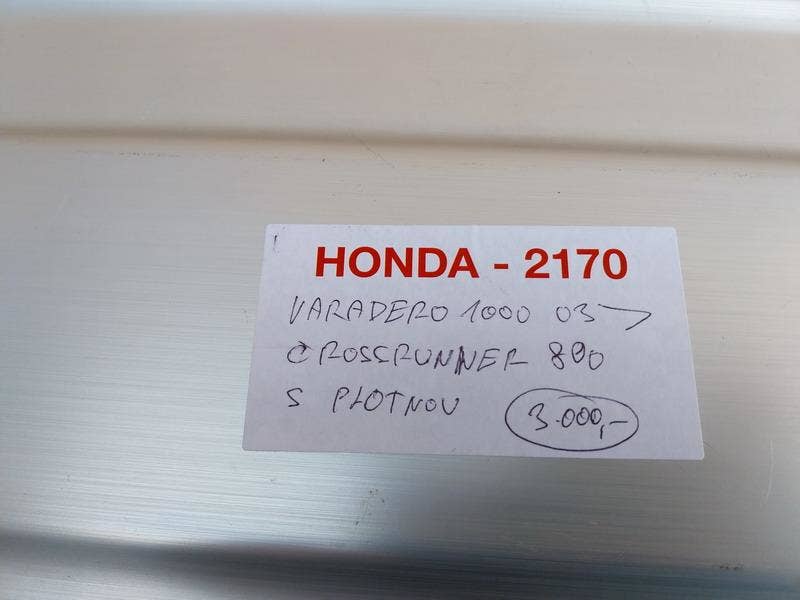 HONDA - 2170
VARADERO 1000 03→
CROSSRUNNER 800
S PLOTNOU 3.000,-